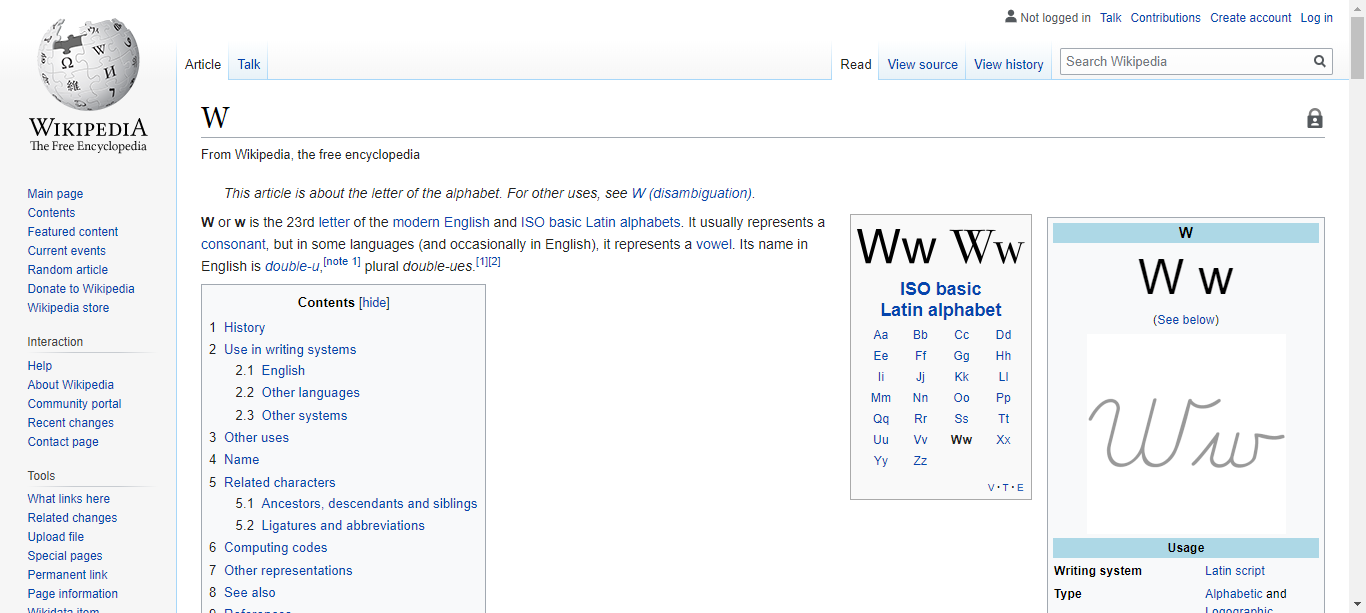 Not logged in Talk Contributions Create account Log in
WIKIPEDIA
The Free Encyclopedia
Article Talk
Read View source View history
Search Wikipedia
Main page
Contents
Featured content
Current events
Random article
Donate to Wikipedia
Wikipedia store
Interaction
Help
About Wikipedia
Community portal
Recent changes
Contact page
Tools
What links here
Related changes
Upload file
Special pages
Permanent link
Page information
Wikidata item
W
From Wikipedia, the free encyclopedia
This article is about the letter of the alphabet. For other uses, see W (disambiguation).
W or w is the 23rd letter of the modern English and ISO basic Latin alphabets. It usually represents a
consonant, but in some languages (and occasionally in English), it represents a vowel. Its name in
English is double-u,[note 1] plural double-ues.[1][2]
Contents [hide]
1 History
2 Use in writing systems
2.1 English
2.2 Other languages
2.3 Other systems
3 Other uses
4 Name
5 Related characters
5.1 Ancestors, descendants and siblings
5.2 Ligatures and abbreviations
6 Computing codes
7 Other representations
8 See also
9 References
Ww Ww
ISO basic
Latin alphabet
Aa Bb Cc Dd
Ee Ff Gg Hh
Ii Jj Kk Ll
Mm Nn Oo Pp
Qq Rr Ss Tt
Uu Vv Ww Xx
Yy Zz
V · T · E
W
W w
(See below)
Ww
Usage
Writing system Latin script
Type Alphabetic and
Logographic